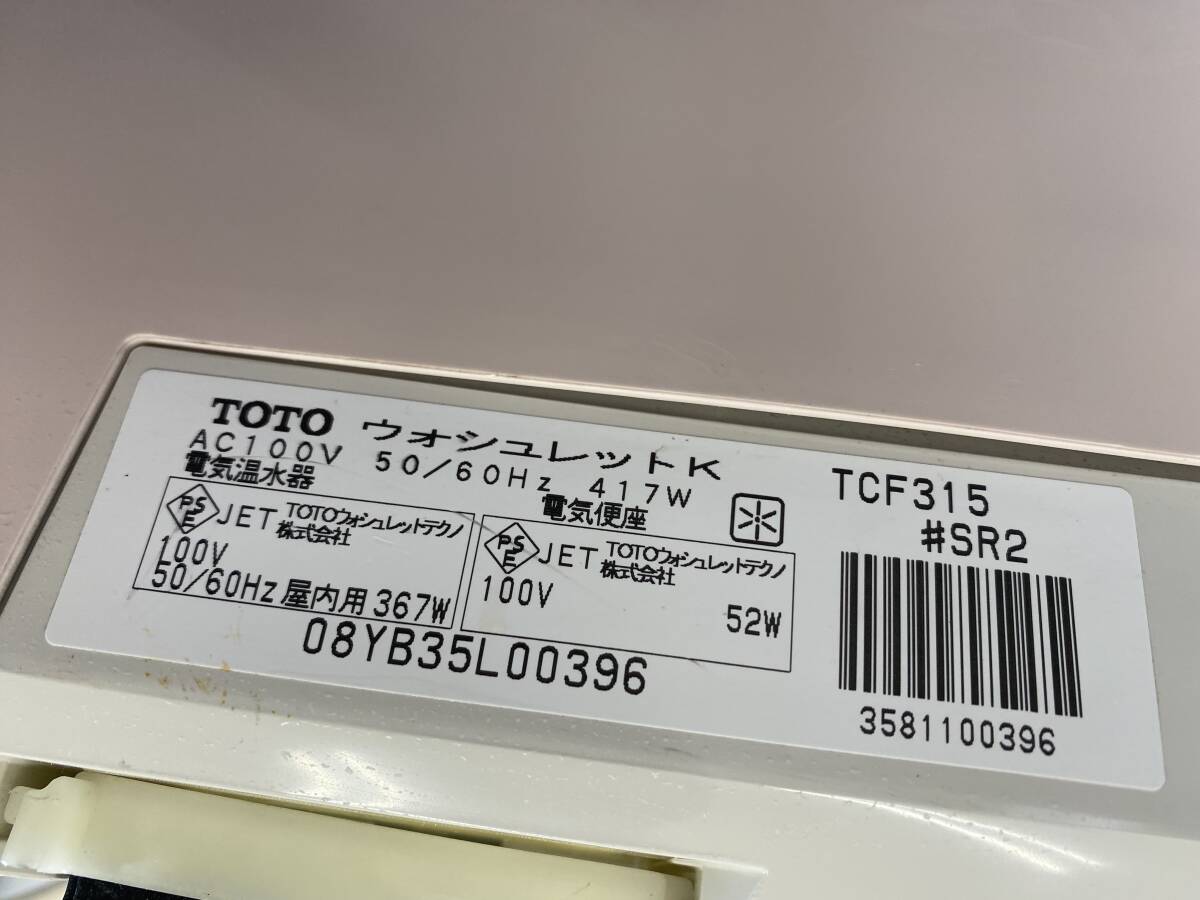 TOTO ウォシュレットK
AC100V 50/60Hz 417W
電気温水器
PSE JET TOTOウォシュレットテクノ
株式会社
100V
50/60Hz 屋内用 367W
電気便座
PSE JET TOTOウォシュレットテクノ
株式会社
100V
52W
08YB35L00396
TCF315
#SR2
3581100396